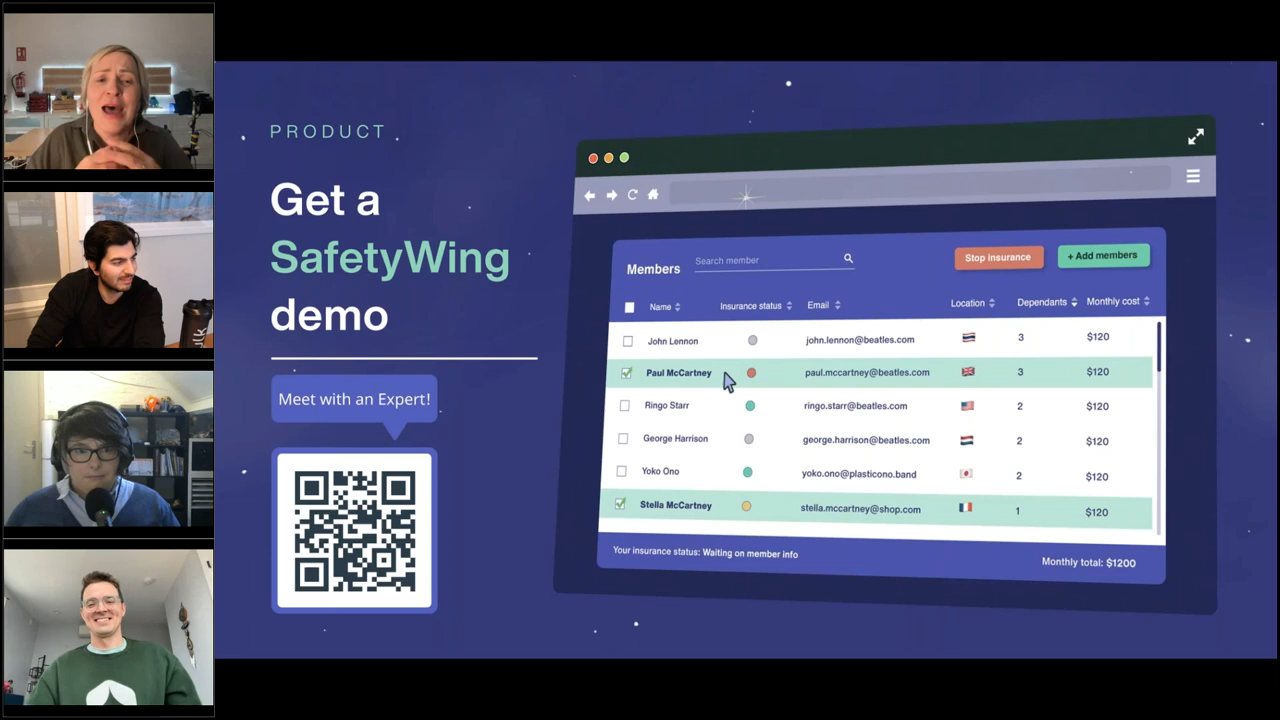 PRODUCT
Get a
SafetyWing
demo
Meet with an Expert!
Members
Search member
Stop insurance
+ Add members
Name Insurance status Email Location Dependants Monthly cost
John Lennon john.lennon@beatles.com 3 $120
Paul McCartney paul.mccartney@beatles.com 3 $120
Ringo Starr ringo.starr@beatles.com 2 $120
George Harrison george.harrison@beatles.com 2 $120
Yoko Ono yoko.ono@plasticono.band 2 $120
Stella McCartney stella.mccartney@shop.com 1 $120
Your insurance status: Waiting on member info
Monthly total: $1200